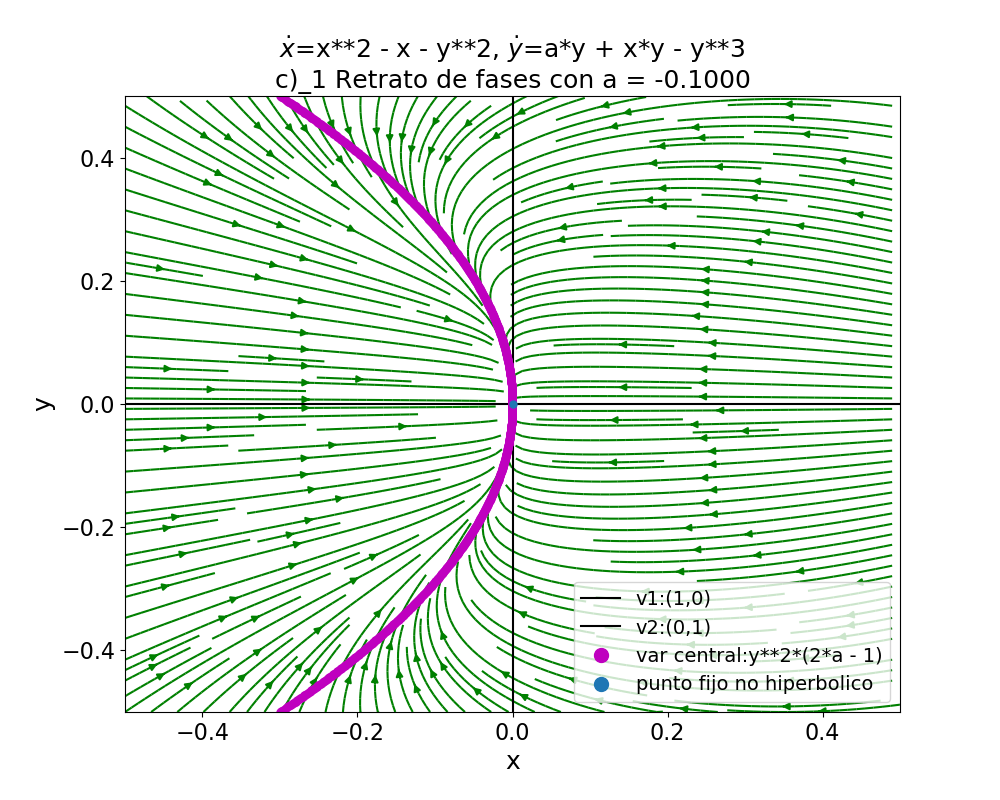 ẋ=x**2 - x - y**2, ẏ=a*y + x*y - y**3
c)_1 Retrato de fases con a = -0.1000
0.4
0.2
0.0
−0.2
−0.4
y
−0.4
−0.2
0.0
0.2
0.4
x
v1:(1,0)
v2:(0,1)
var central:y**2*(2*a - 1)
punto fijo no hiperbolico